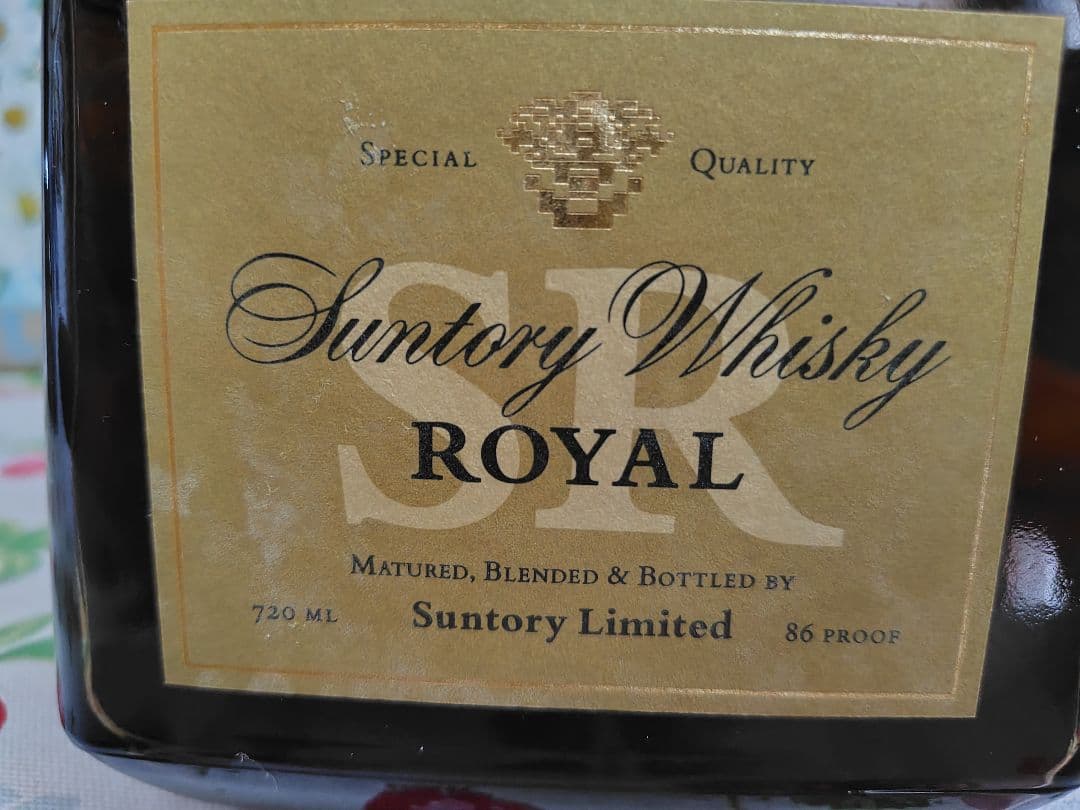 SPECIAL QUALITY
SR
Suntory Whisky
ROYAL
MATURED, BLENDED & BOTTLED BY
720 ML Suntory Limited 86 PROOF